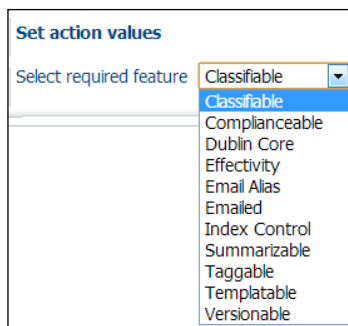 Set action values
Select required feature Classifiable
Classifiable
Complianceable
Dublin Core
Effectivity
Email Alias
Emailed
Index Control
Summarizable
Taggable
Templatable
Versionable